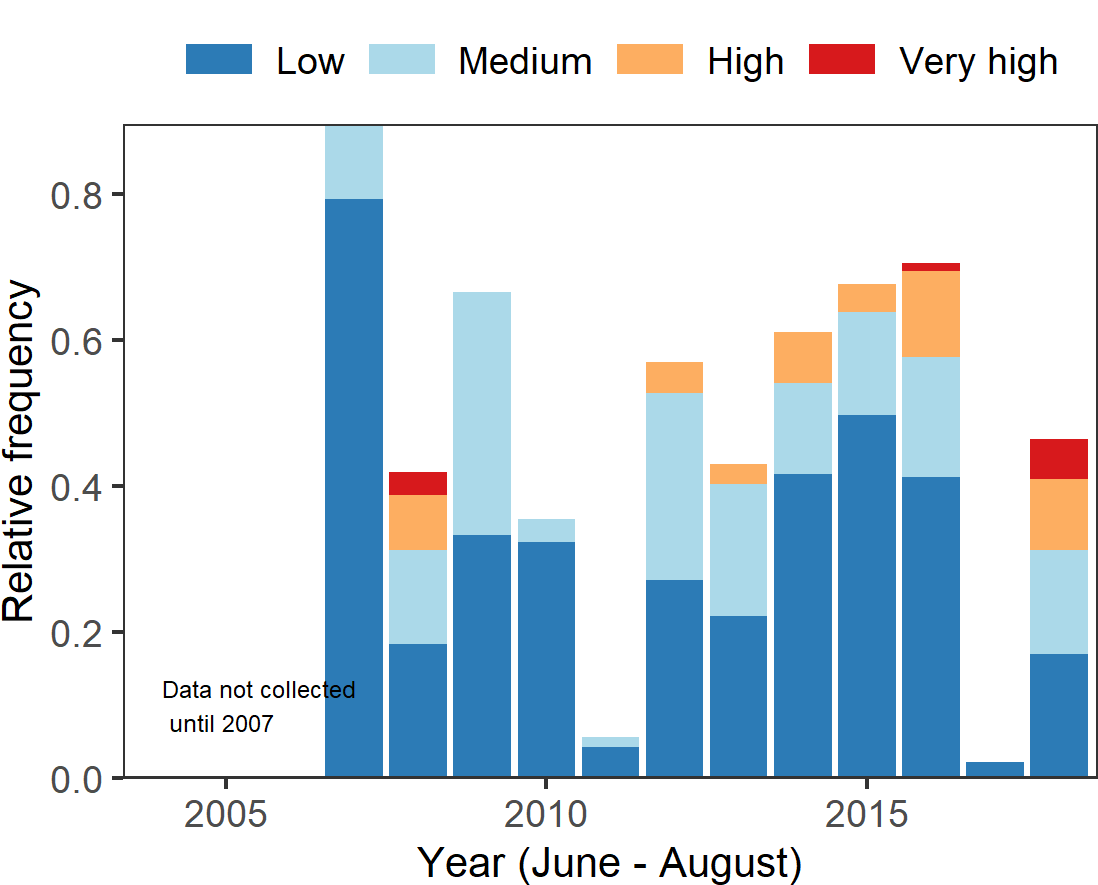 Low Medium High Very high
Relative frequency
0.8
0.6
0.4
0.2
0.0
Data not collected
until 2007
2005 2010 2015
Year (June - August)